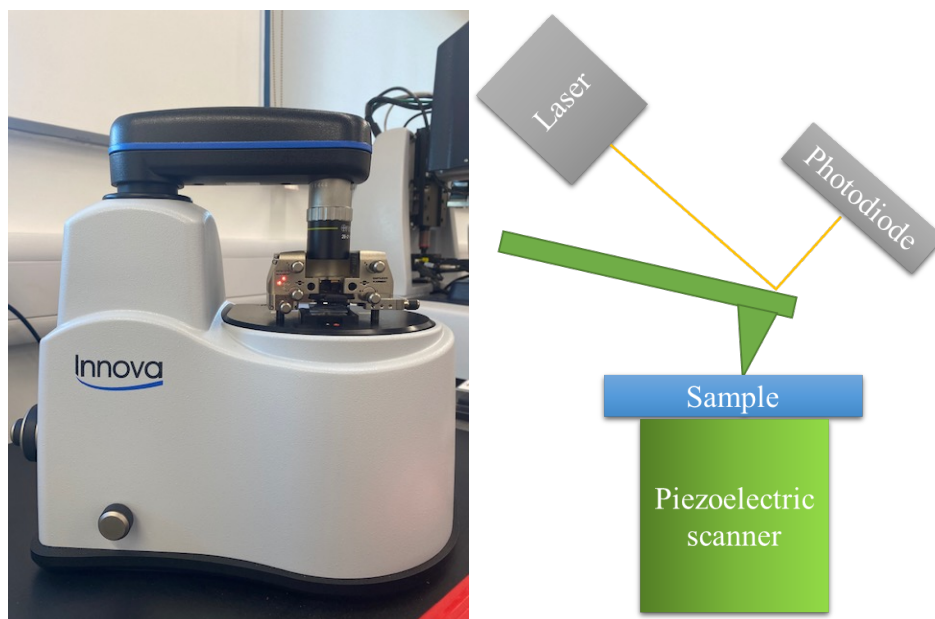 Innova
Laser
Photodiode
Sample
Piezoelectric
scanner